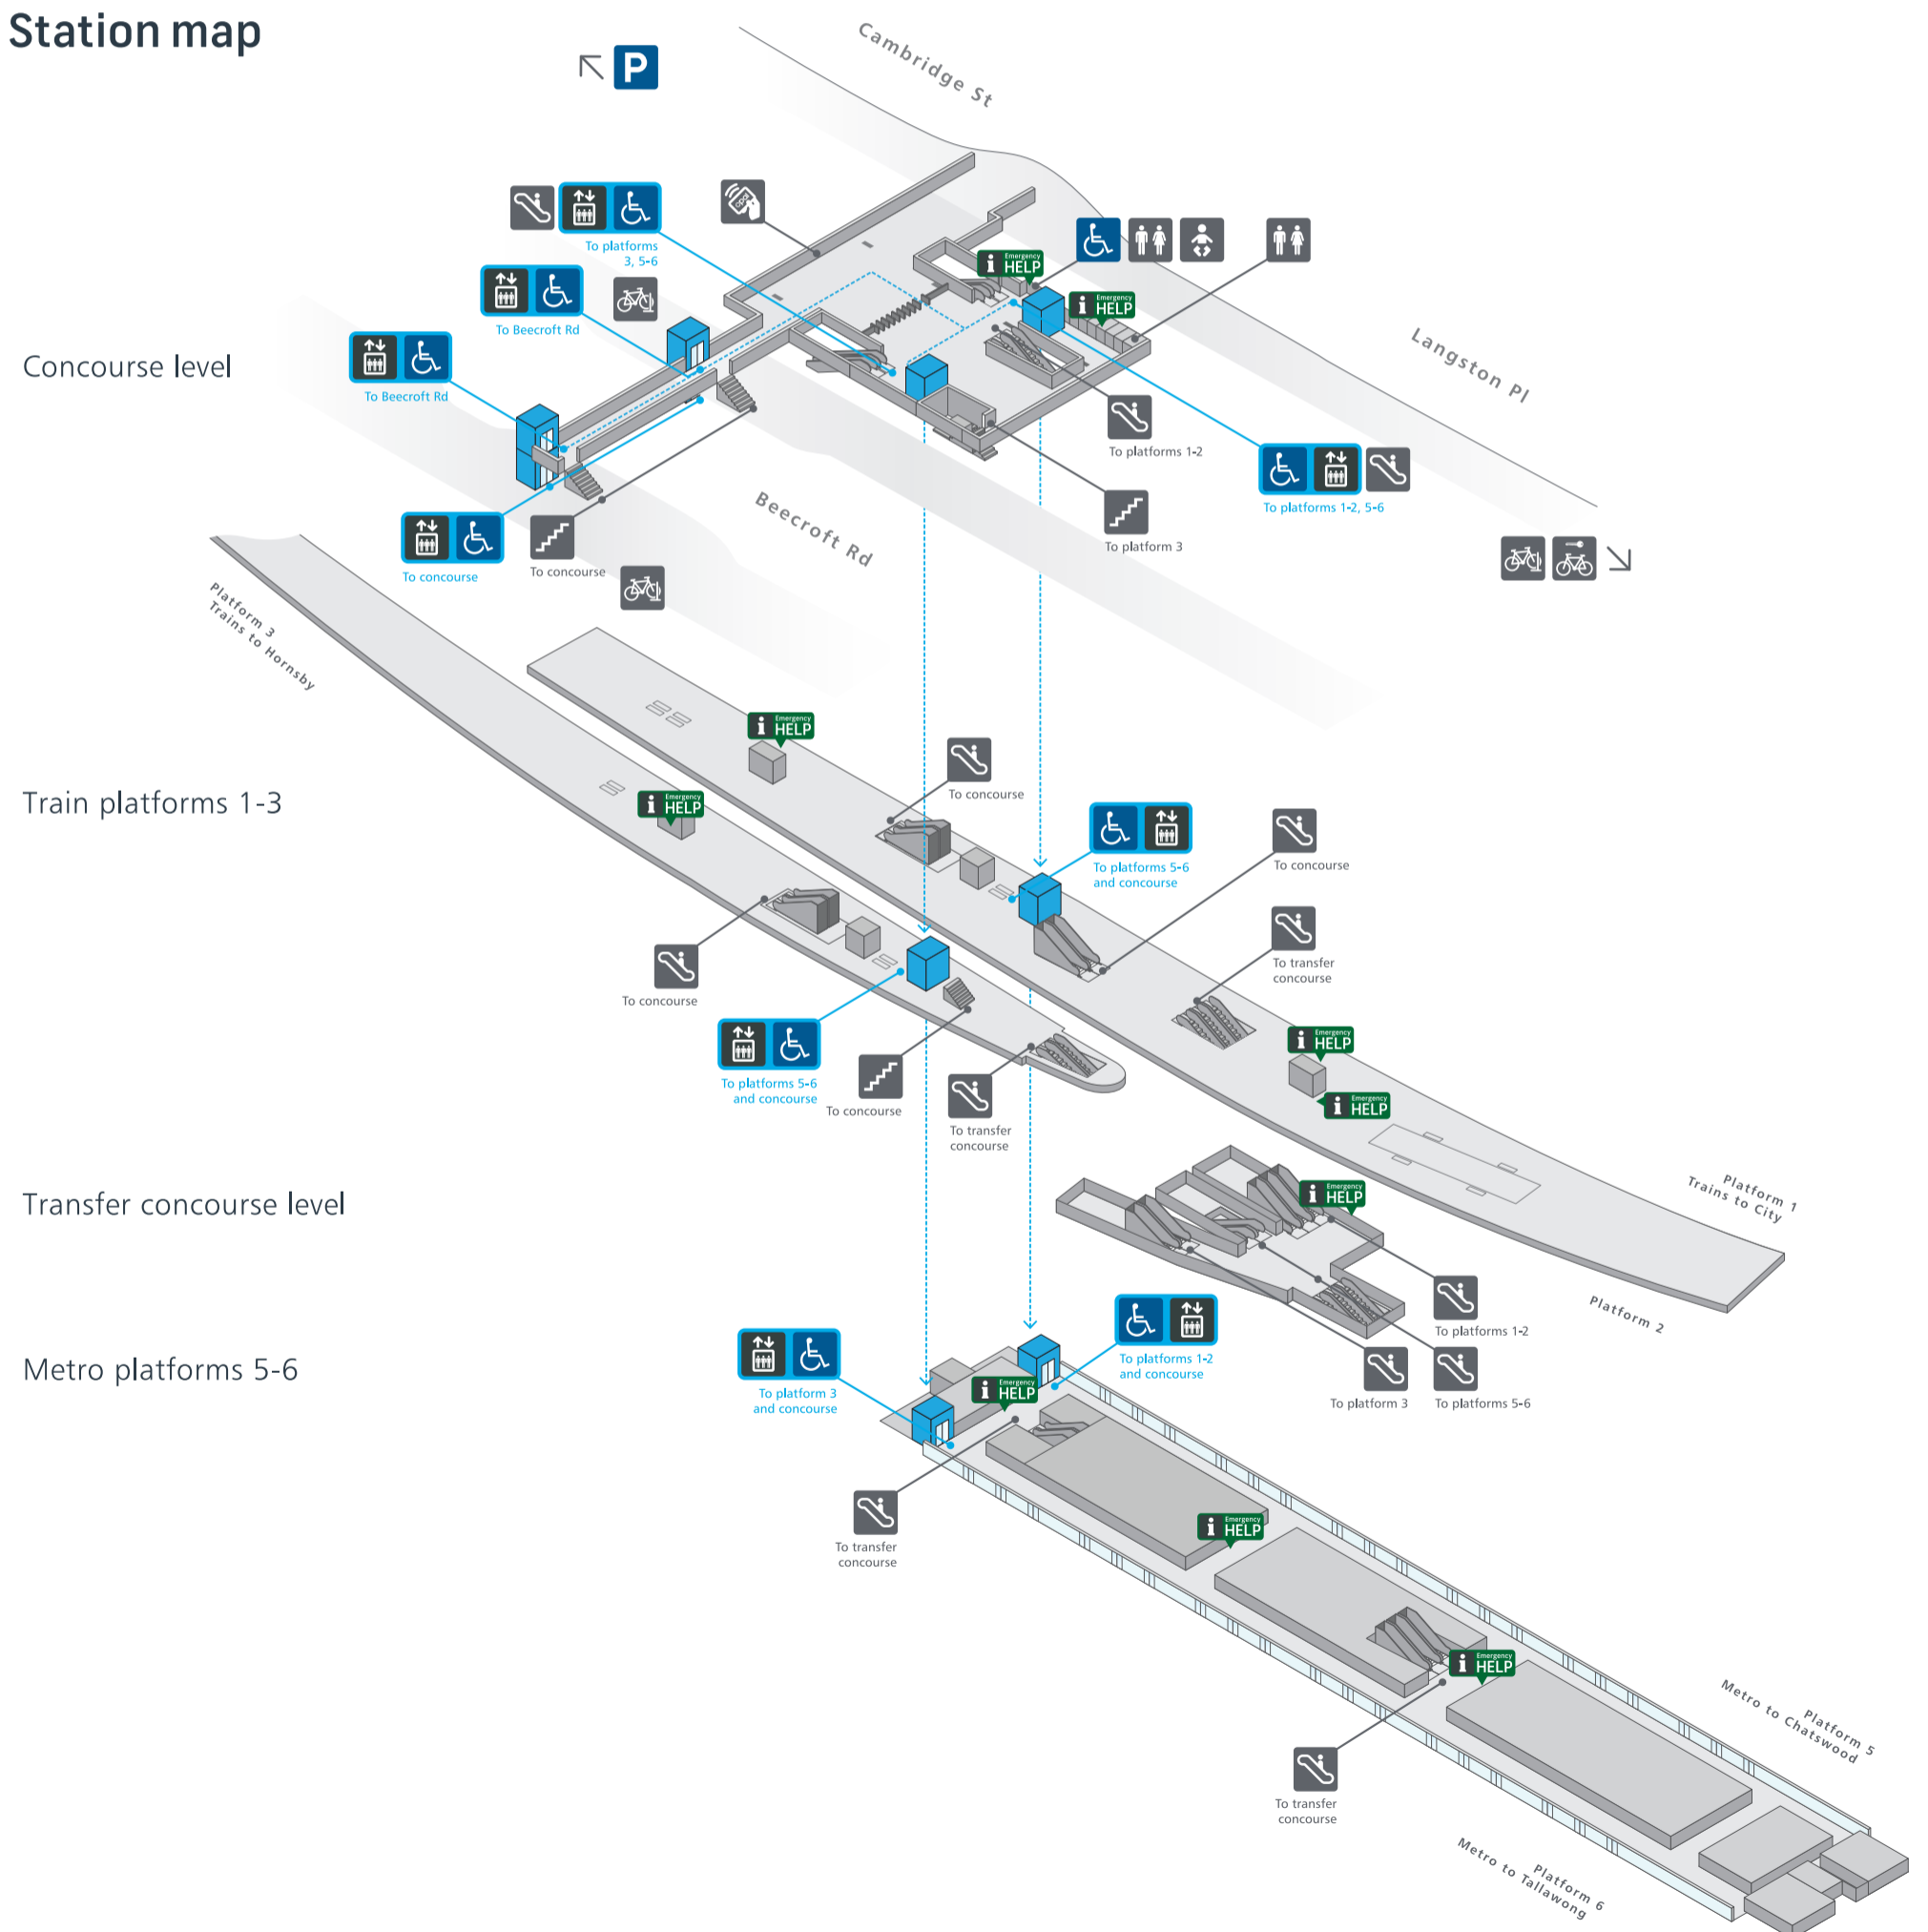 Station map
P
Cambridge St
opal
To platforms
3, 5-6
Emergency
HELP
Emergency
HELP
To Beecroft Rd
Langston Pl
Concourse level
To Beecroft Rd
To platforms 1-2
Beecroft Rd
To platforms 1-2, 5-6
To platform 3
To concourse
To concourse
Platform 3
Trains to Hornsby
Emergency
HELP
To concourse
Train platforms 1-3
Emergency
HELP
To platforms 5-6
and concourse
To concourse
To transfer
concourse
To concourse
Emergency
HELP
To platforms 5-6
and concourse
To concourse
Emergency
HELP
To transfer
concourse
Platform 1
Trains to City
Transfer concourse level
Emergency
HELP
Platform 2
To platforms 1-2
To platform 3
To platforms 5-6
Metro platforms 5-6
To platforms 1-2
and concourse
To platform 3
and concourse
Emergency
HELP
To transfer
concourse
Emergency
HELP
Emergency
HELP
Platform 5
Metro to Chatswood
To transfer
concourse
Platform 6
Metro to Tallawong